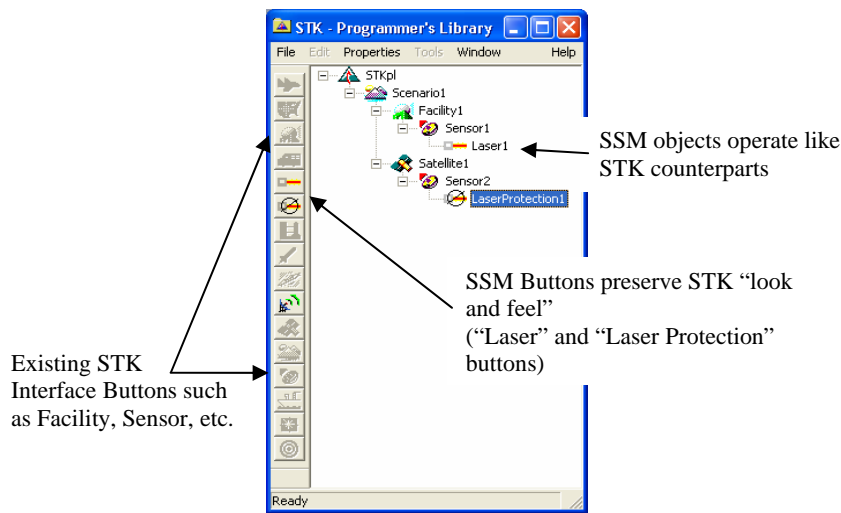 STK - Programmer's Library
File Edit Properties Tools Window Help
STKpl
Scenario1
Facility1
Sensor1
Laser1
Satellite1
Sensor2
LaserProtection1
Ready
SSM objects operate like
STK counterparts
SSM Buttons preserve STK “look
and feel”
(“Laser” and “Laser Protection”
buttons)
Existing STK
Interface Buttons such
as Facility, Sensor, etc.